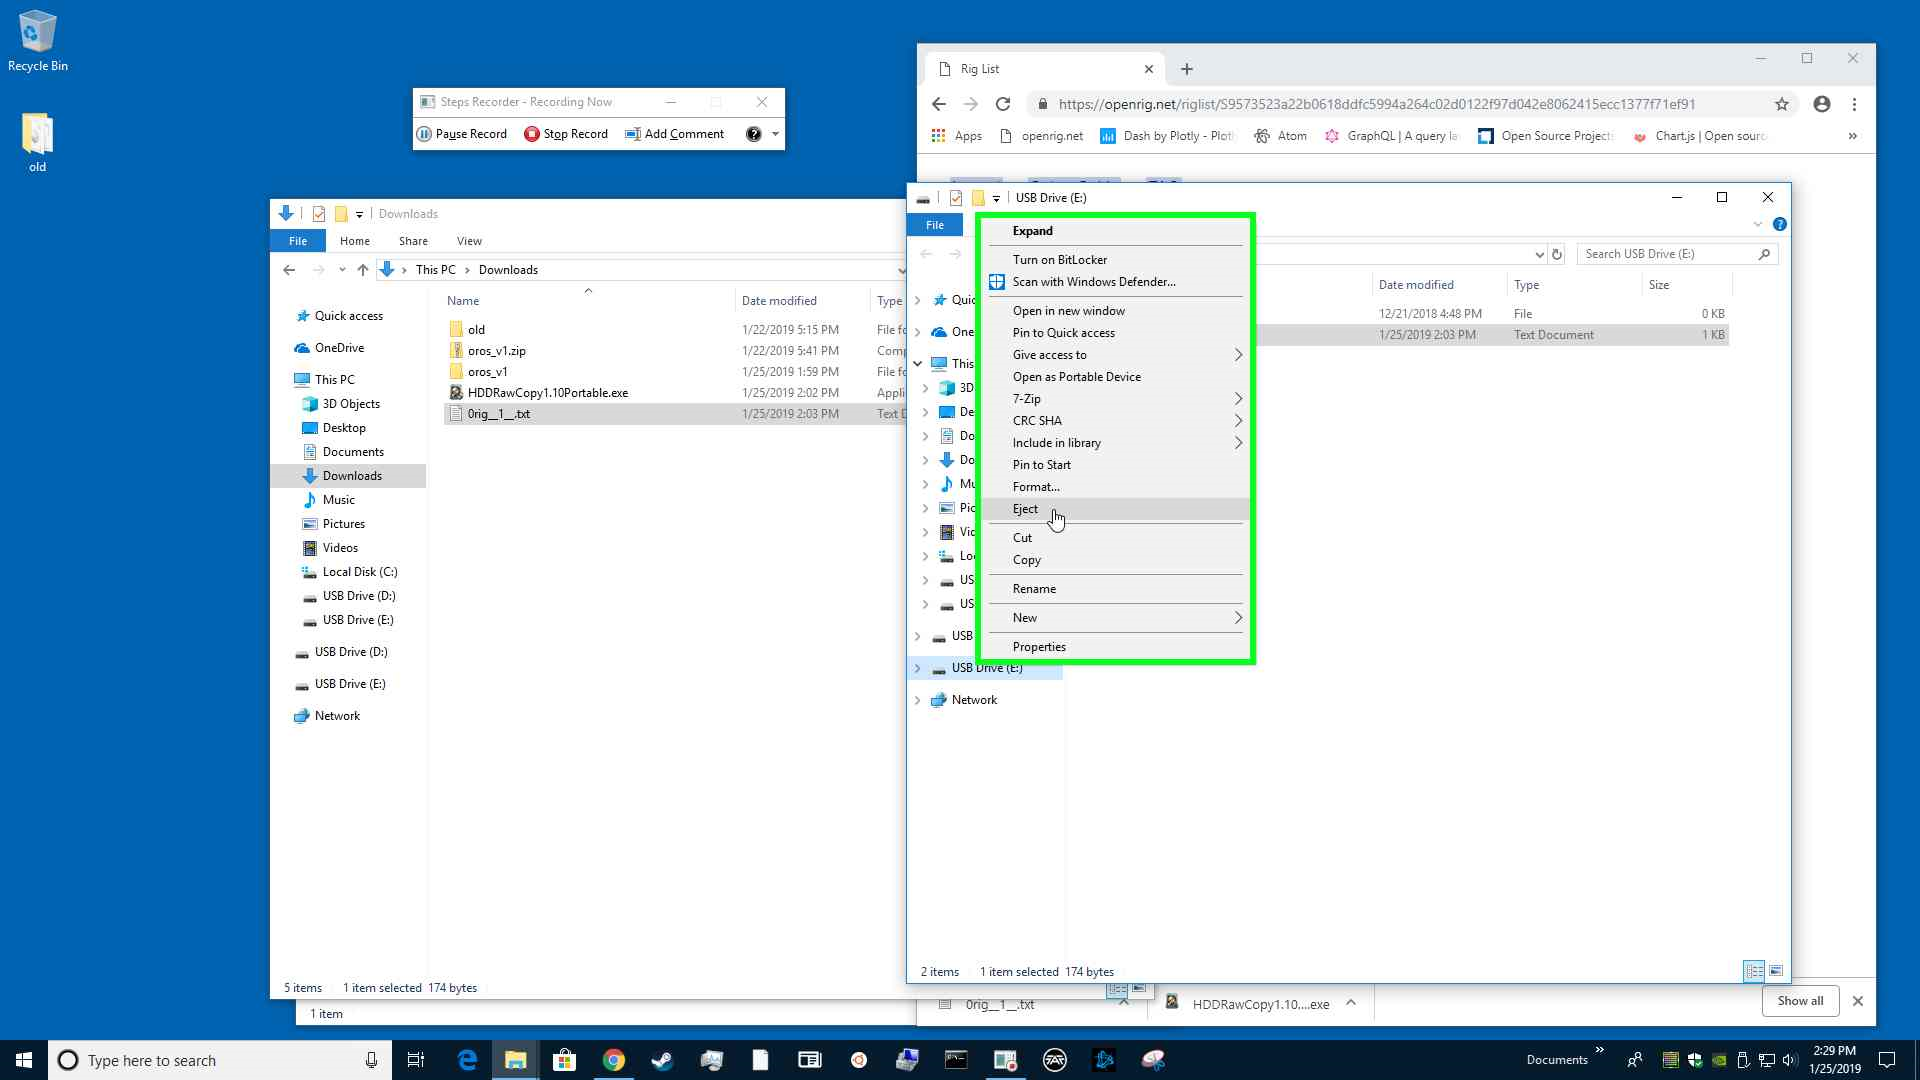 Recycle Bin
old
Steps Recorder - Recording Now
Pause Record
Stop Record
Add Comment
Rig List
https://openrig.net/riglist/S9573523a22b0618ddfc5994a264c02d0122f97d042e8062415ecc1377f71ef91
Apps
openrig.net
Dash by Plotly - Plotl
Atom
GraphQL | A query la
Open Source Projects
Chart.js | Open sourc
Downloads
File
Home
Share
View
This PC > Downloads
Name
Date modified
Type
Quick access
OneDrive
This PC
3D Objects
Desktop
Documents
Downloads
Music
Pictures
Videos
Local Disk (C:)
USB Drive (D:)
USB Drive (E:)
USB Drive (D:)
USB Drive (E:)
Network
old 1/22/2019 5:15 PM File fo
oros_v1.zip 1/22/2019 5:41 PM Comp
oros_v1 1/25/2019 1:59 PM File fo
HDDRawCopy1.10Portable.exe 1/25/2019 2:02 PM Appli
0rig__1__.txt 1/25/2019 2:03 PM Text D
5 items 1 item selected 174 bytes
1 item
USB Drive (E:)
File
Search USB Drive (E:)
Date modified
Type
Size
12/21/2018 4:48 PM File 0 KB
1/25/2019 2:03 PM Text Document 1 KB
Quic
One
This
3D
De
Do
Do
Mu
Pic
Vid
Loc
US
US
USB
USB Drive (E:)
Network
Expand
Turn on BitLocker
Scan with Windows Defender...
Open in new window
Pin to Quick access
Give access to
Open as Portable Device
7-Zip
CRC SHA
Include in library
Pin to Start
Format...
Eject
Cut
Copy
Rename
New
Properties
2 items 1 item selected 174 bytes
0rig__1__.txt
HDDRawCopy1.10....exe
Show all
Type here to search
Documents
2:29 PM
1/25/2019